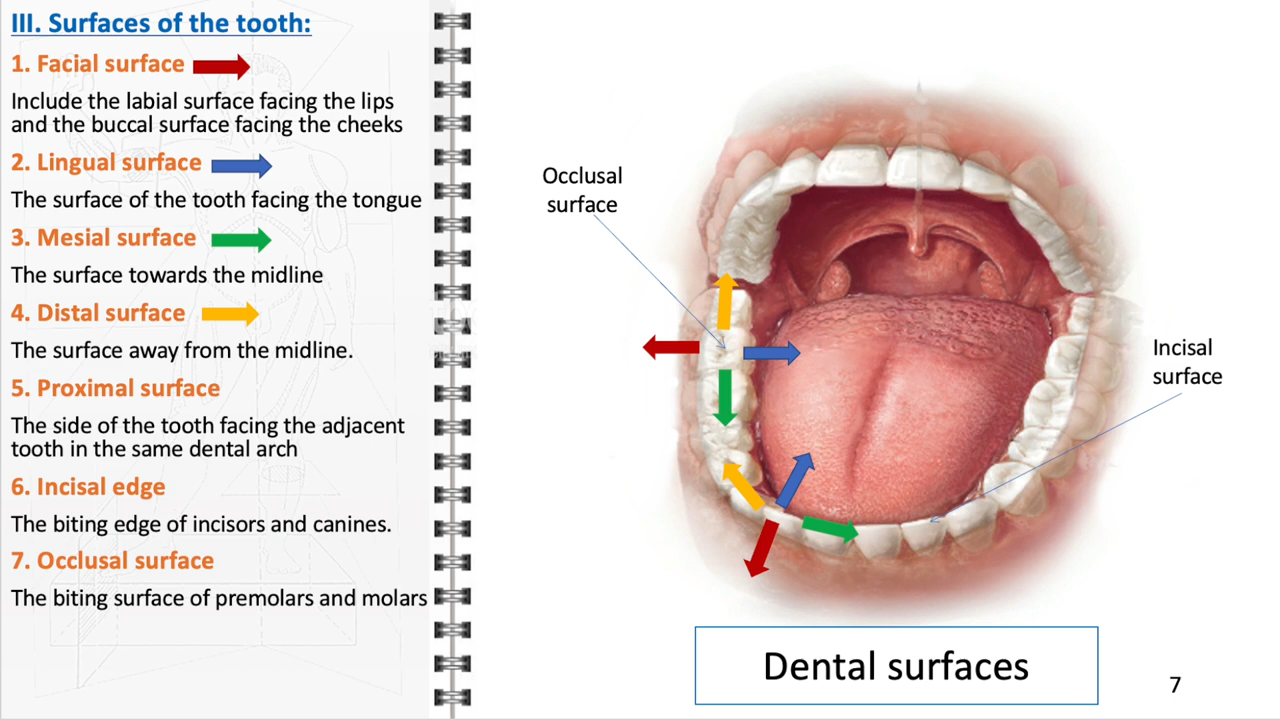 III. Surfaces of the tooth:
1. Facial surface
Include the labial surface facing the lips
and the buccal surface facing the cheeks
2. Lingual surface
The surface of the tooth facing the tongue
3. Mesial surface
The surface towards the midline
4. Distal surface
The surface away from the midline.
5. Proximal surface
The side of the tooth facing the adjacent
tooth in the same dental arch
6. Incisal edge
The biting edge of incisors and canines.
7. Occlusal surface
The biting surface of premolars and molars
Occlusal
surface
Incisal
surface
Dental surfaces
7